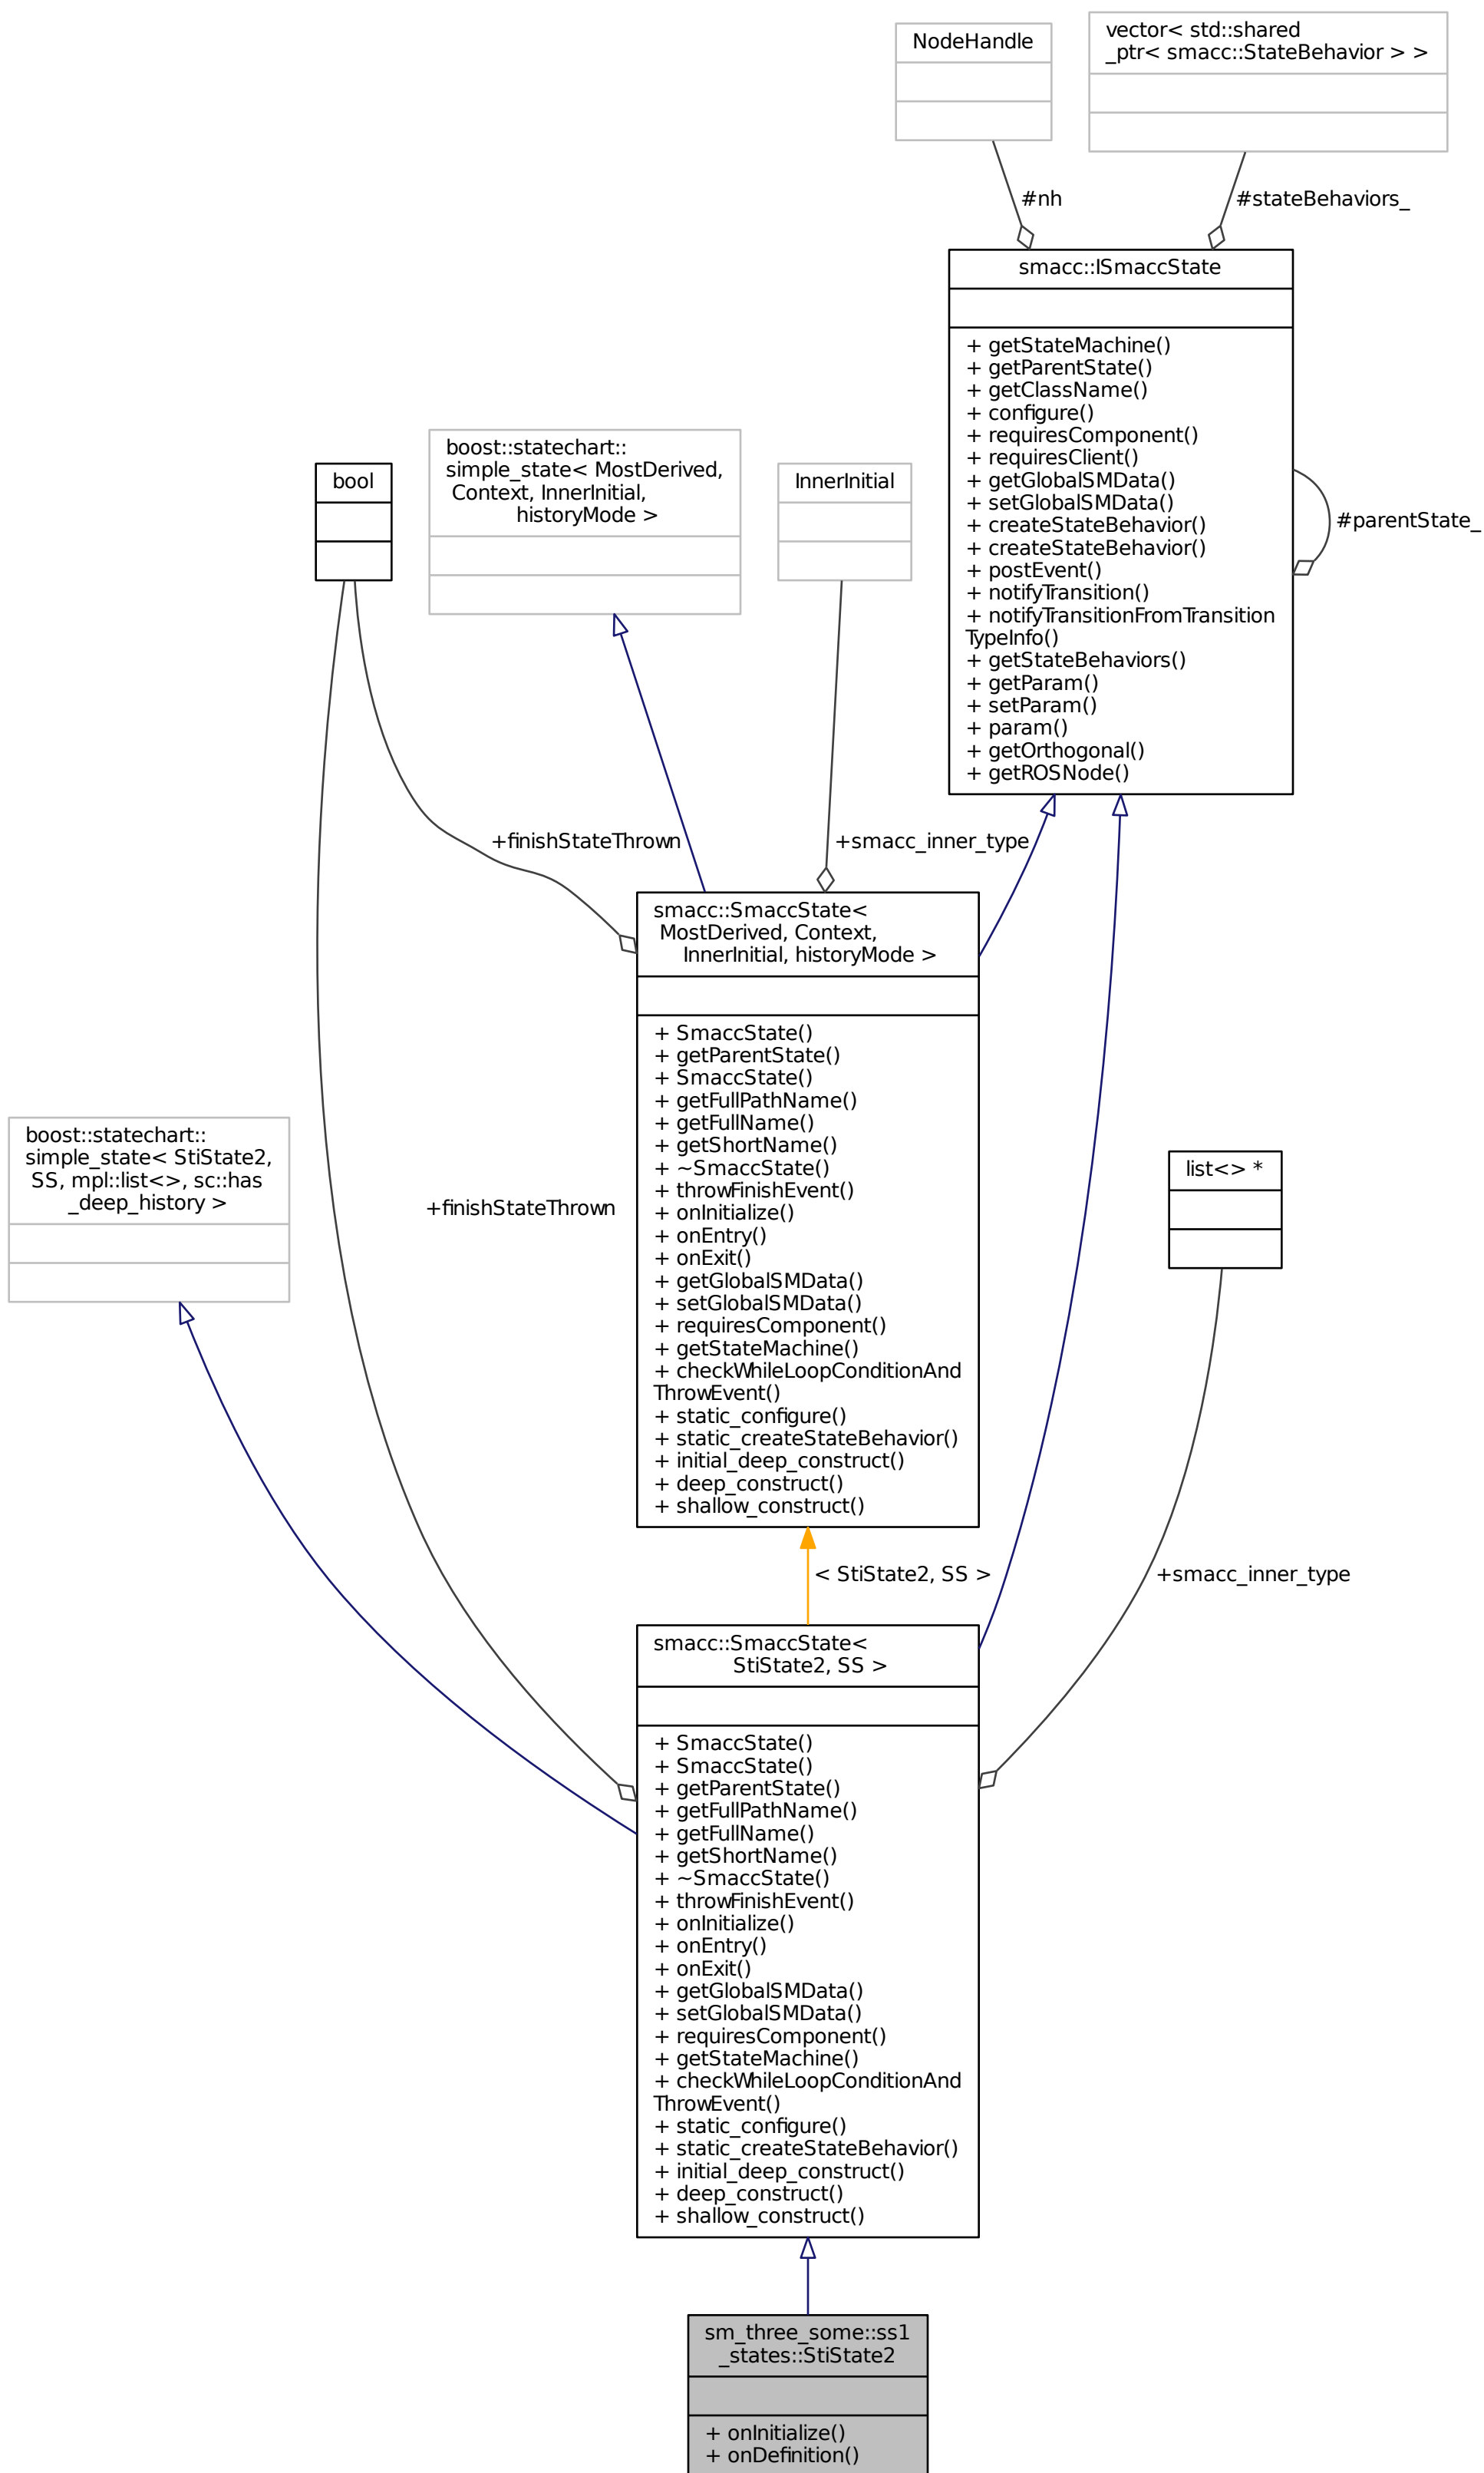 NodeHandle
vector< std::shared
_ptr< smacc::StateBehavior > >
#nh
#stateBehaviors_
smacc::ISmaccState
+ getStateMachine()
+ getParentState()
+ getClassName()
+ configure()
+ requiresComponent()
+ requiresClient()
+ getGlobalSMData()
+ setGlobalSMData()
+ createStateBehavior()
+ createStateBehavior()
+ postEvent()
+ notifyTransition()
+ notifyTransitionFromTransition
TypeInfo()
+ getStateBehaviors()
+ getParam()
+ setParam()
+ param()
+ getOrthogonal()
+ getROSNode()
#parentState_
bool
boost::statechart::
simple_state< MostDerived,
Context, InnerInitial,
historyMode >
InnerInitial
+finishStateThrown
+smacc_inner_type
smacc::SmaccState<
MostDerived, Context,
InnerInitial, historyMode >
+ SmaccState()
+ getParentState()
+ SmaccState()
+ getFullPathName()
+ getFullName()
+ getShortName()
+ ~SmaccState()
+ throwFinishEvent()
+ onInitialize()
+ onEntry()
+ onExit()
+ getGlobalSMData()
+ setGlobalSMData()
+ requiresComponent()
+ getStateMachine()
+ checkWhileLoopConditionAnd
ThrowEvent()
+ static_configure()
+ static_createStateBehavior()
+ initial_deep_construct()
+ deep_construct()
+ shallow_construct()
boost::statechart::
simple_state< StiState2,
SS, mpl::list<>, sc::has
_deep_history >
+finishStateThrown
list<> *
< StiState2, SS >
+smacc_inner_type
smacc::SmaccState<
StiState2, SS >
+ SmaccState()
+ SmaccState()
+ getParentState()
+ getFullPathName()
+ getFullName()
+ getShortName()
+ ~SmaccState()
+ throwFinishEvent()
+ onInitialize()
+ onEntry()
+ onExit()
+ getGlobalSMData()
+ setGlobalSMData()
+ requiresComponent()
+ getStateMachine()
+ checkWhileLoopConditionAnd
ThrowEvent()
+ static_configure()
+ static_createStateBehavior()
+ initial_deep_construct()
+ deep_construct()
+ shallow_construct()
sm_three_some::ss1
_states::StiState2
+ onInitialize()
+ onDefinition()